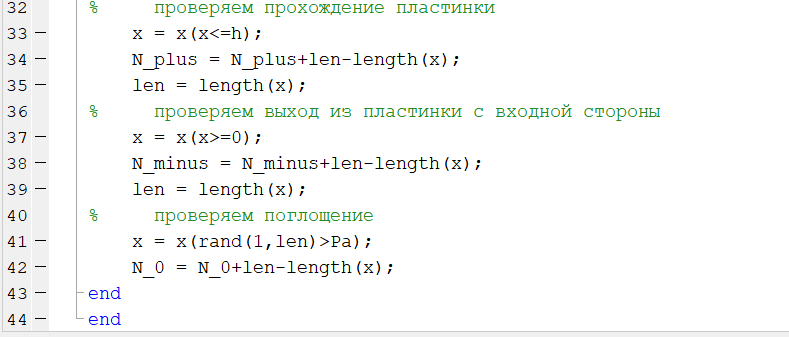 32 %     проверяем прохождение пластинки
33 —     x = x(x<=h);
34 —     N_plus = N_plus+len-length(x);
35 —     len = length(x);
36 %     проверяем выход из пластинки с входной стороны
37 —     x = x(x>=0);
38 —     N_minus = N_minus+len-length(x);
39 —     len = length(x);
40 %     проверяем поглощение
41 —     x = x(rand(1,len)>Pa);
42 —     N_0 = N_0+len-length(x);
43 — end
44 — end